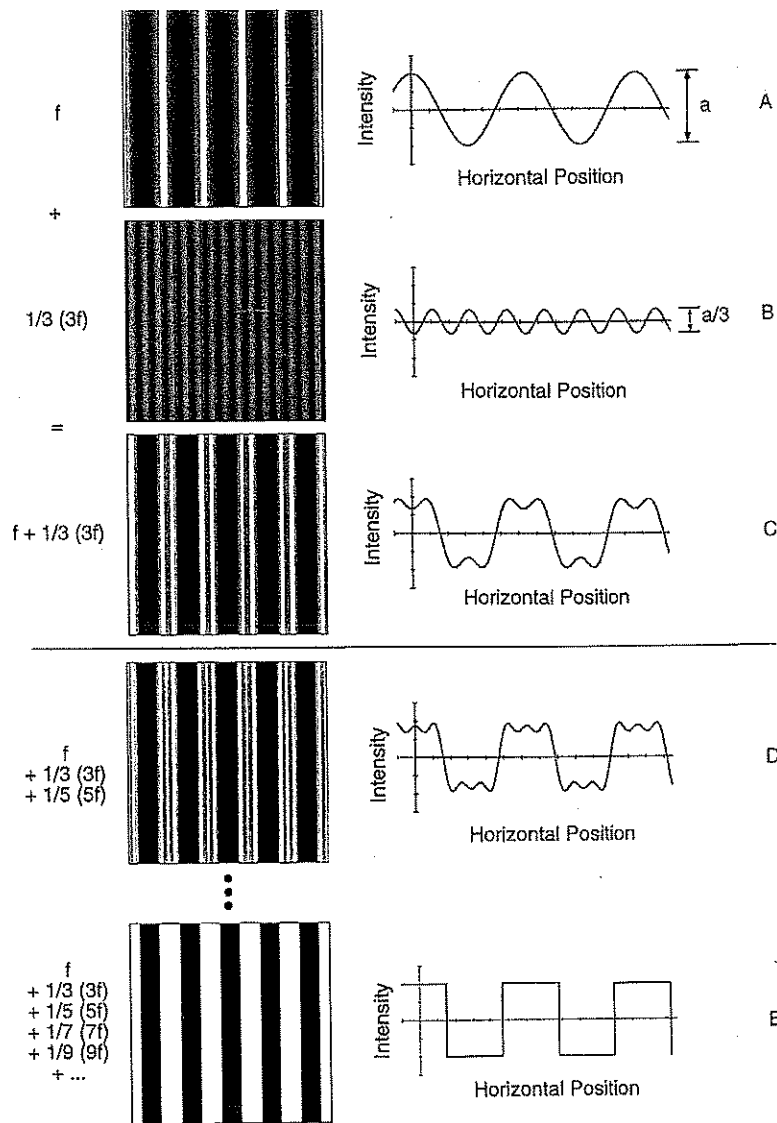 f
Intensity
Horizontal Position
a
A
+
1/3 (3f)
Intensity
Horizontal Position
a/3
B
=
f + 1/3 (3f)
Intensity
Horizontal Position
C
f
+ 1/3 (3f)
+ 1/5 (5f)
Intensity
Horizontal Position
D
f
+ 1/3 (3f)
+ 1/5 (5f)
+ 1/7 (7f)
+ 1/9 (9f)
+ ...
Intensity
Horizontal Position
E